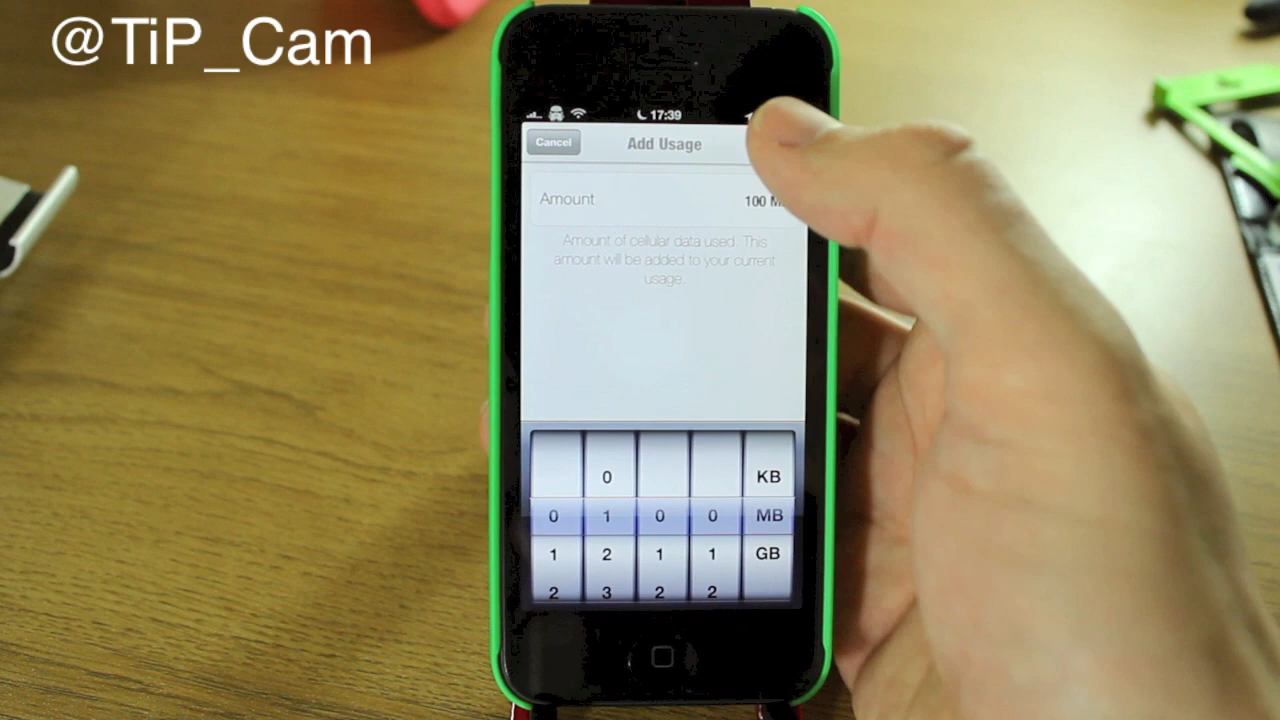 @TiP_Cam
17:39
Cancel Add Usage
Amount 100 M
Amount of cellular data used. This
amount will be added to your current
usage.
0 KB
0 1 0 0 MB
1 2 1 1 GB
2 3 2 2